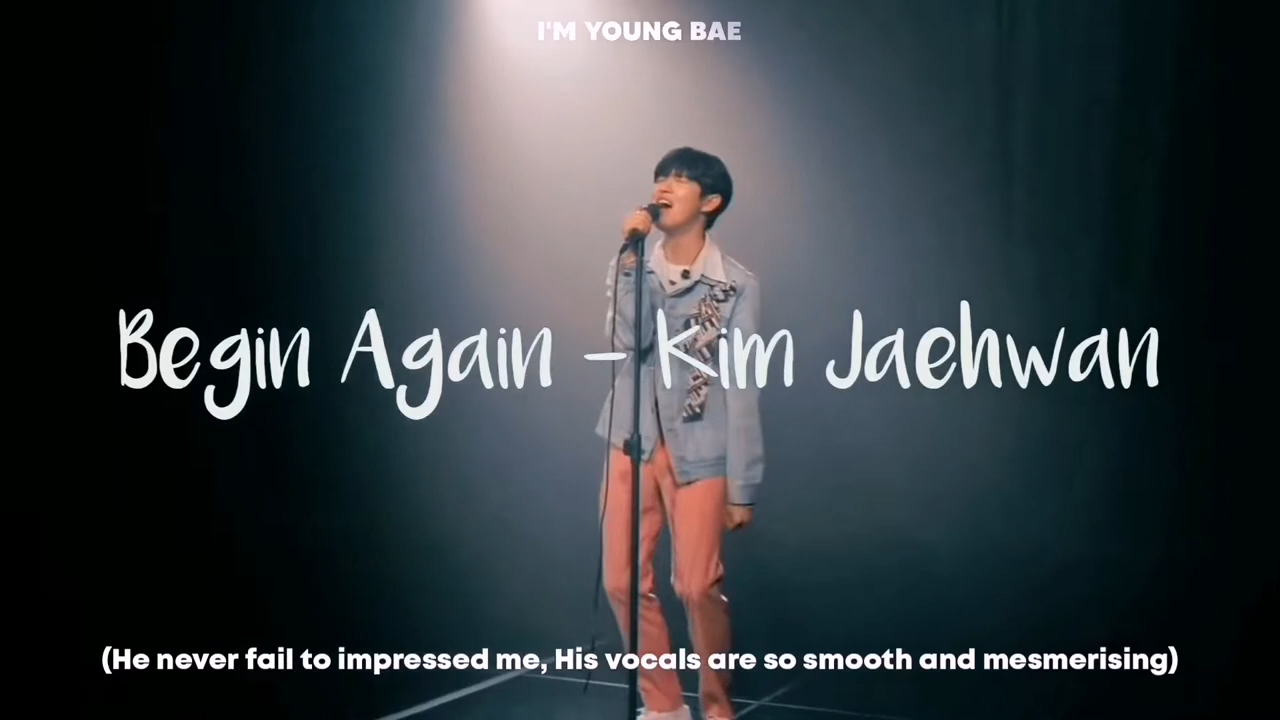 I'M YOUNG BAE
Begin Again - Kim Jaehwan
(He never fail to impressed me, His vocals are so smooth and mesmerising)